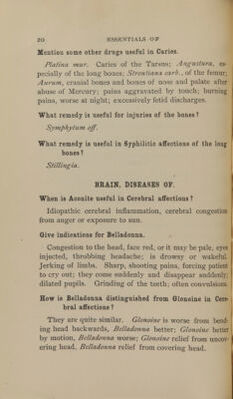 20 ESSENTIALS OF
Mention some other drugs useful in Caries.
Platina mur. Caries of the Tarsus; Angustura, es-
pecially of the long bones; Strontiana carb., of the femur;
Aurum, cranial bones and bones of nose and palate after
abuse of Mercury; pains aggravated by touch; burning
pains, worse at night; excessively fetid discharges.
What remedy is useful for injuries of the bones?
Symphytum off.
What remedy is useful in Syphilitic affections of the long
bones?
Stillingia.
BRAIN, DISEASES OF.
When is Aconite useful in Cerebral affections?
Idiopathic cerebral inflammation, cerebral congestion
from anger or exposure to sun.
Give indications for Belladonna.
Congestion to the head, face red, or it may be pale, eyes
injected, throbbing headache; is drowsy or wakeful.
Jerking of limbs. Sharp, shooting pains, forcing patient
to cry out; they come suddenly and disappear suddenly;
dilated pupils. Grinding of the teeth; often convulsions.
How is Belladonna distinguished from Glonoine in Cere-
bral affections?
They are quite similar. Glonoine is worse from bend-
ing head backwards, Belladonna better; Glonoine better
by motion, Belladonna worse; Glonoine relief from uncov-
ering head, Belladonna relief from covering head.